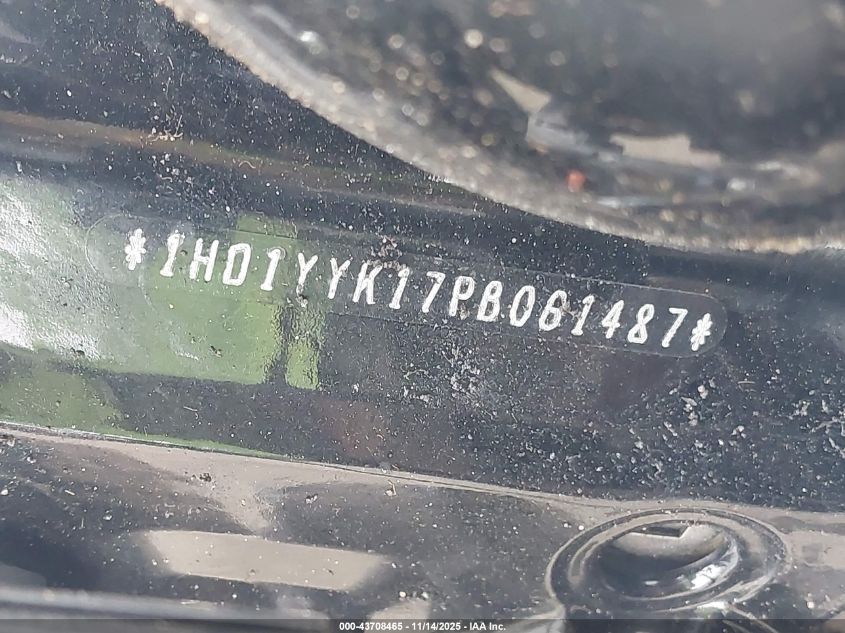 *1HD1YYK17PB061487*
000-43708465 - 11/14/2025 - IAA Inc.